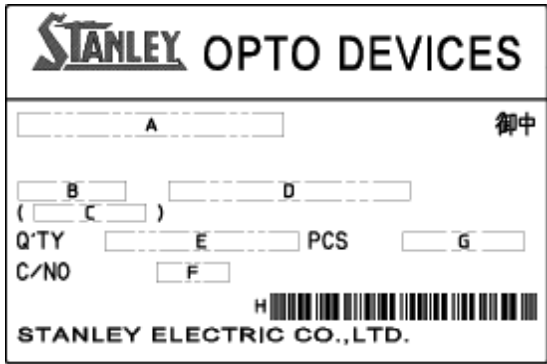 STANLEY OPTO DEVICES
A 御中
B D
( C )
Q'TY E PCS G
C/NO F
H
STANLEY ELECTRIC CO.,LTD.